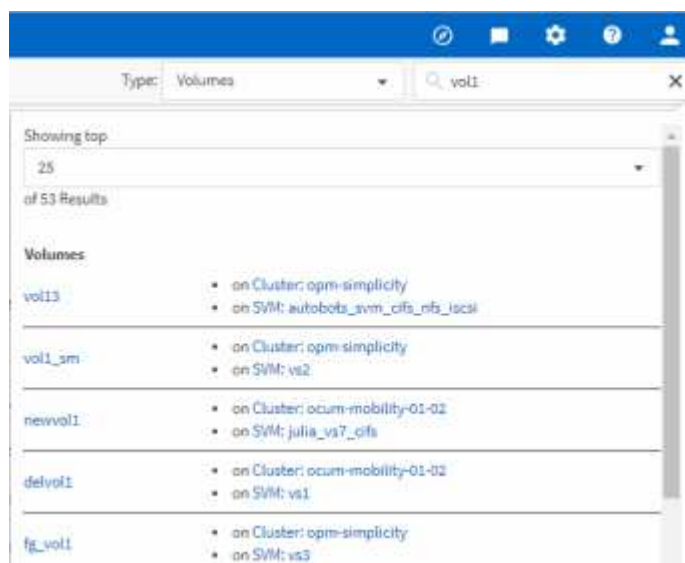 Type: Volumes vol1
Showing top
25
of 53 Results
Volumes
vol13
on Cluster: opm-simplicity
on SVM: autobots_svm_cifs_nfs_iscsi
vol1_sm
on Cluster: opm-simplicity
on SVM: vs2
newvol1
on Cluster: ocum-mobility-01-02
on SVM: julia_vs7_cifs
delvol1
on Cluster: ocum-mobility-01-02
on SVM: vs1
fg_vol1
on Cluster: opm-simplicity
on SVM: vs3